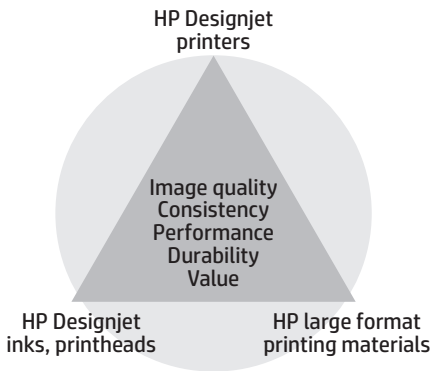 HP Designjet
printers
Image quality
Consistency
Performance
Durability
Value
HP Designjet
inks, printheads
HP large format
printing materials